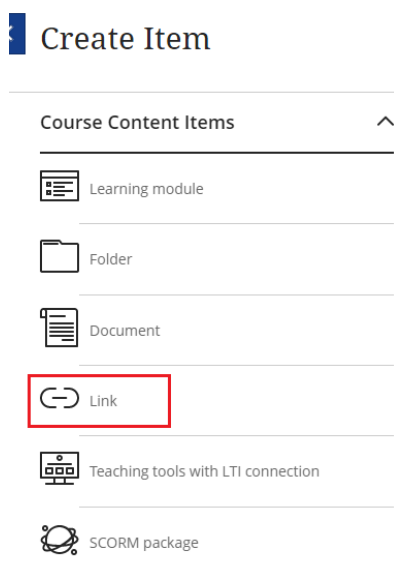 Create Item
Course Content Items
Learning module
Folder
Document
Link
Teaching tools with LTI connection
SCORM package